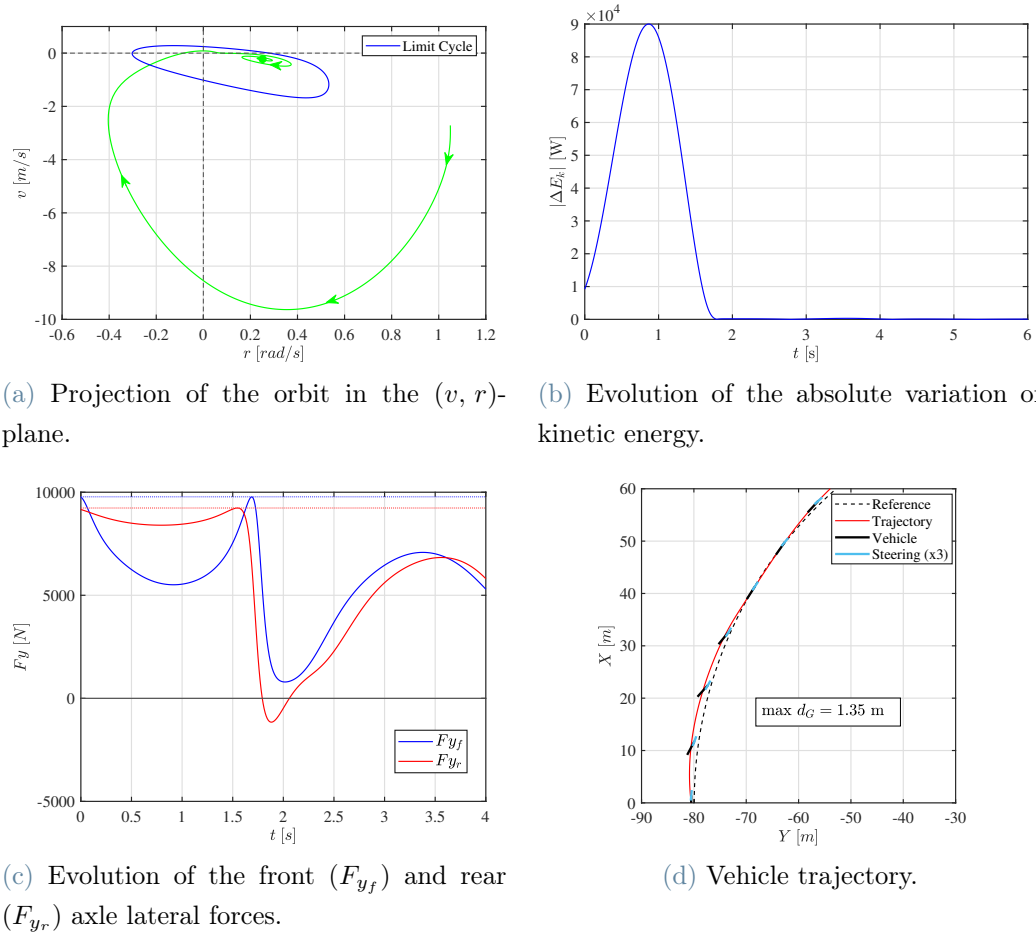 0
-2
-4
-6
-8
-10
v [m/s]
-0.6 -0.4 -0.2 0 0.2 0.4 0.6 0.8 1 1.2
r [rad/s]
Limit Cycle
×10⁴
9
8
7
6
5
4
3
2
1
0
|ΔE_k| [W]
0 1 2 3 4 5 6
t [s]
(a) Projection of the orbit in the (v, r)-
plane.
(b) Evolution of the absolute variation of
kinetic energy.
10000
5000
0
-5000
Fy [N]
0 0.5 1 1.5 2 2.5 3 3.5 4
t [s]
Fy_f
Fy_r
60
50
40
30
20
10
0
X [m]
-90 -80 -70 -60 -50 -40 -30
Y [m]
Reference
Trajectory
Vehicle
Steering (x3)
max d_G = 1.35 m
(c) Evolution of the front (F_{y_f}) and rear
(F_{y_r}) axle lateral forces.
(d) Vehicle trajectory.